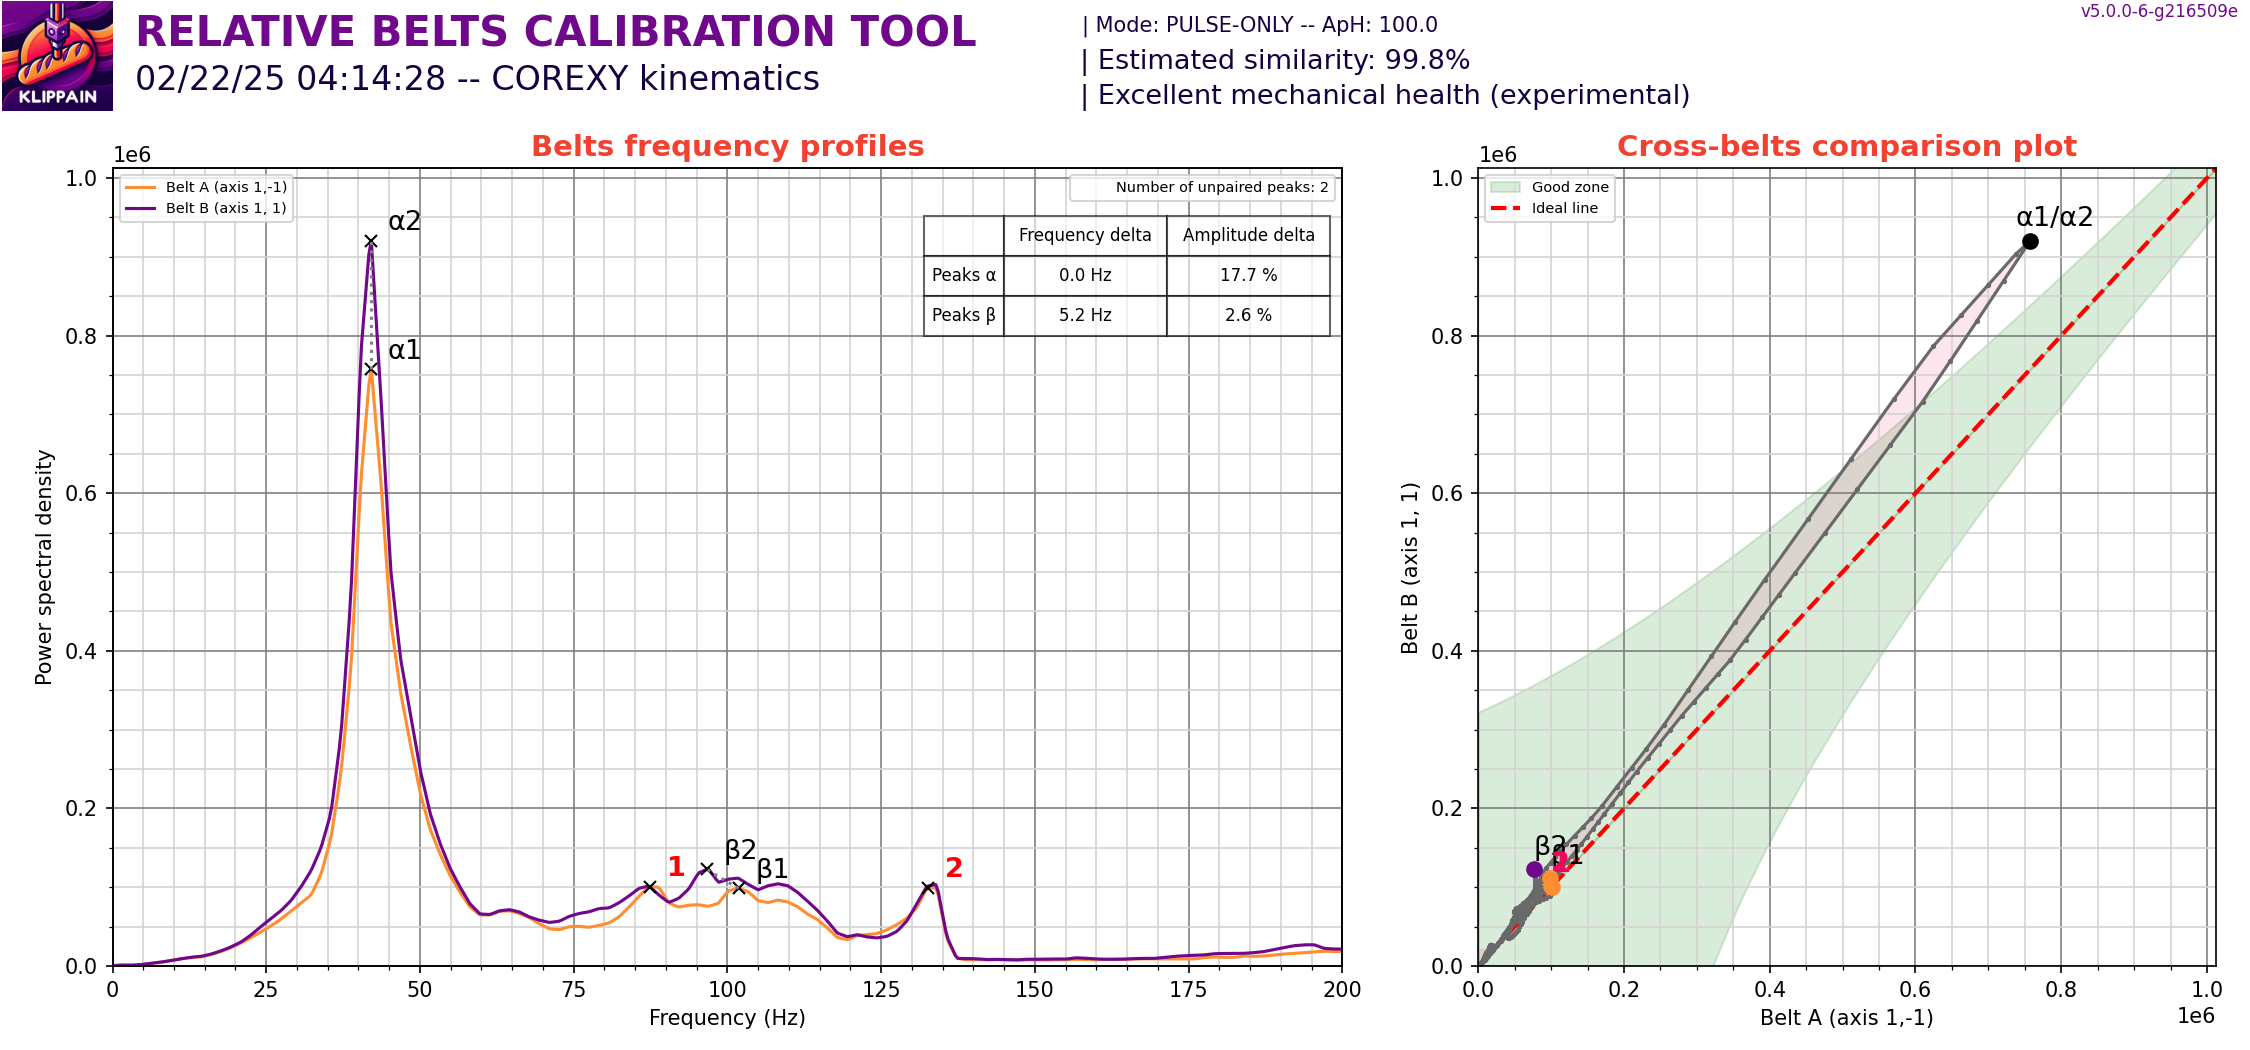 KLIPPAIN
RELATIVE BELTS CALIBRATION TOOL
02/22/25 04:14:28 -- COREXY kinematics
| Mode: PULSE-ONLY -- ApH: 100.0
| Estimated similarity: 99.8%
| Excellent mechanical health (experimental)
v5.0.0-6-g216509e
Belts frequency profiles
1e6
Belt A (axis 1,-1)
Belt B (axis 1, 1)
Number of unpaired peaks: 2
Frequency delta Amplitude delta
Peaks α 0.0 Hz 17.7 %
Peaks β 5.2 Hz 2.6 %
α2
α1
1
β2
β1
2
Power spectral density
1.0
0.8
0.6
0.4
0.2
0.0
0 25 50 75 100 125 150 175 200
Frequency (Hz)
Cross-belts comparison plot
1e6
Good zone
Ideal line
α1/α2
β2
β1
2
Belt B (axis 1, 1)
1.0
0.8
0.6
0.4
0.2
0.0
0.0 0.2 0.4 0.6 0.8 1.0
Belt A (axis 1,-1)
1e6